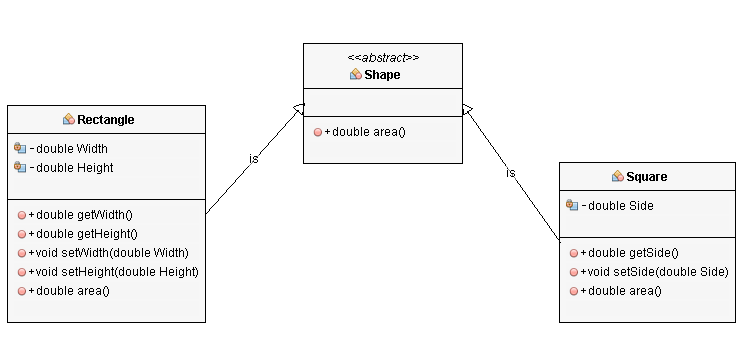 <<abstract>>
Shape
+ double area()
Rectangle
- double Width
- double Height
+ double getWidth()
+ double getHeight()
+ void setWidth(double Width)
+ void setHeight(double Height)
+ double area()
is
is
Square
- double Side
+ double getSide()
+ void setSide(double Side)
+ double area()